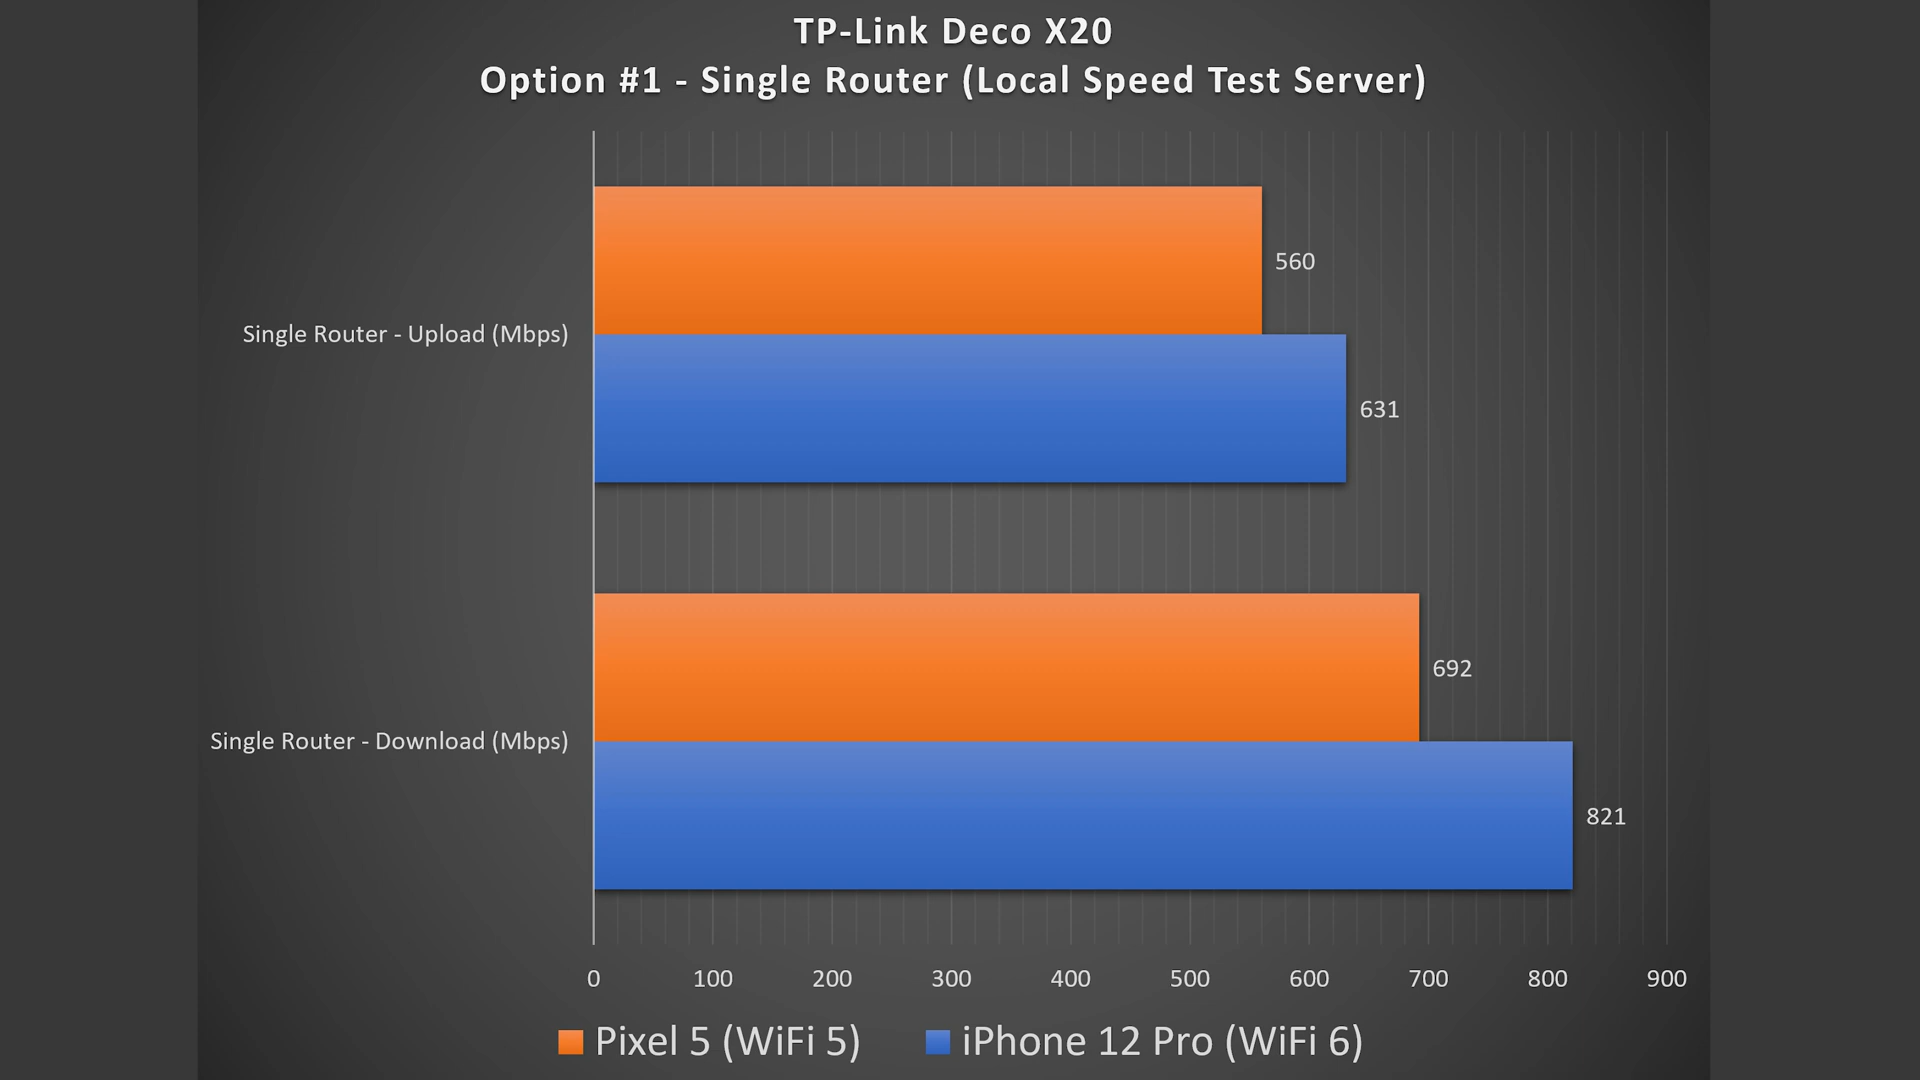 TP-Link Deco X20
Option #1 - Single Router (Local Speed Test Server)
560
Single Router - Upload (Mbps)
631
692
Single Router - Download (Mbps)
821
0 100 200 300 400 500 600 700 800 900
Pixel 5 (WiFi 5) iPhone 12 Pro (WiFi 6)